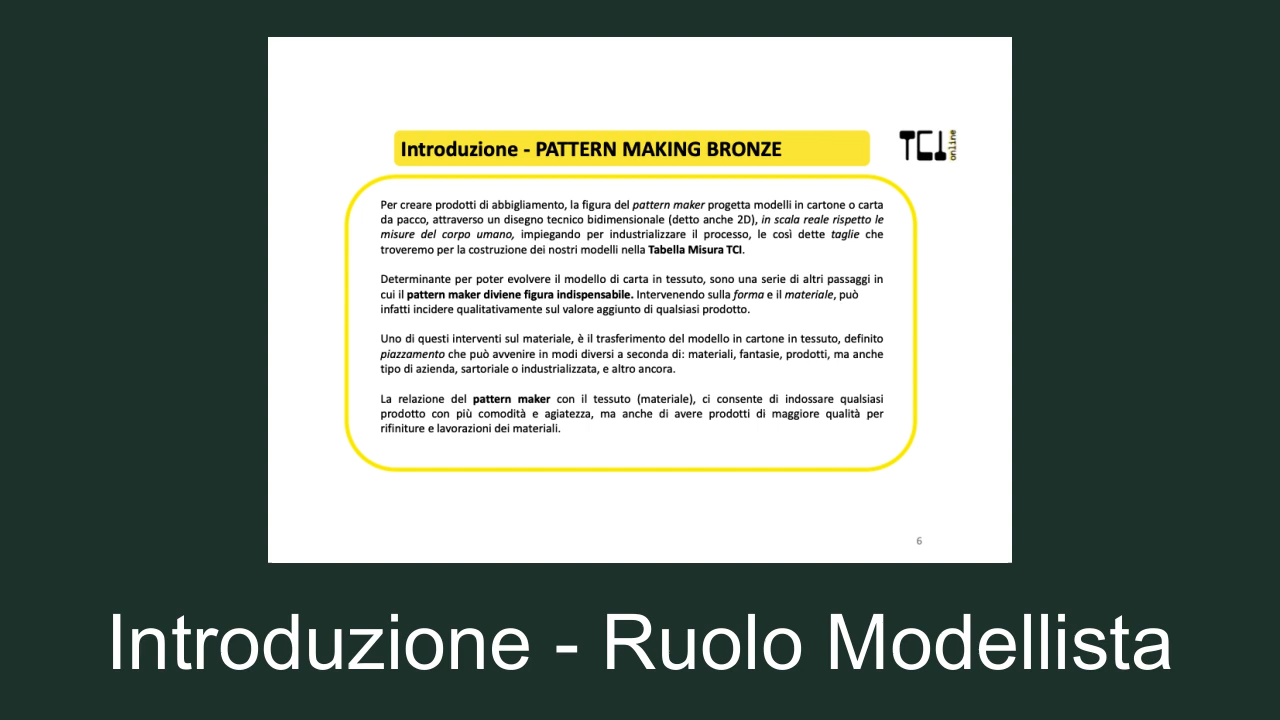 Introduzione - PATTERN MAKING BRONZE
TCI
online
Per creare prodotti di abbigliamento, la figura del pattern maker progetta modelli in cartone o carta
da pacco, attraverso un disegno tecnico bidimensionale (detto anche 2D), in scala reale rispetto le
misure del corpo umano, impiegando per industrializzare il processo, le così dette taglie che
troveremo per la costruzione dei nostri modelli nella Tabella Misura TCI.
Determinante per poter evolvere il modello di carta in tessuto, sono una serie di altri passaggi in
cui il pattern maker diviene figura indispensabile. Intervenendo sulla forma e il materiale, può
infatti incidere qualitativamente sul valore aggiunto di qualsiasi prodotto.
Uno di questi interventi sul materiale, è il trasferimento del modello in cartone in tessuto, definito
piazzamento che può avvenire in modi diversi a seconda di: materiali, fantasie, prodotti, ma anche
tipo di azienda, sartoriale o industrializzata, e altro ancora.
La relazione del pattern maker con il tessuto (materiale), ci consente di indossare qualsiasi
prodotto con più comodità e agiatezza, ma anche di avere prodotti di maggiore qualità per
rifiniture e lavorazioni dei materiali.
6
Introduzione - Ruolo Modellista